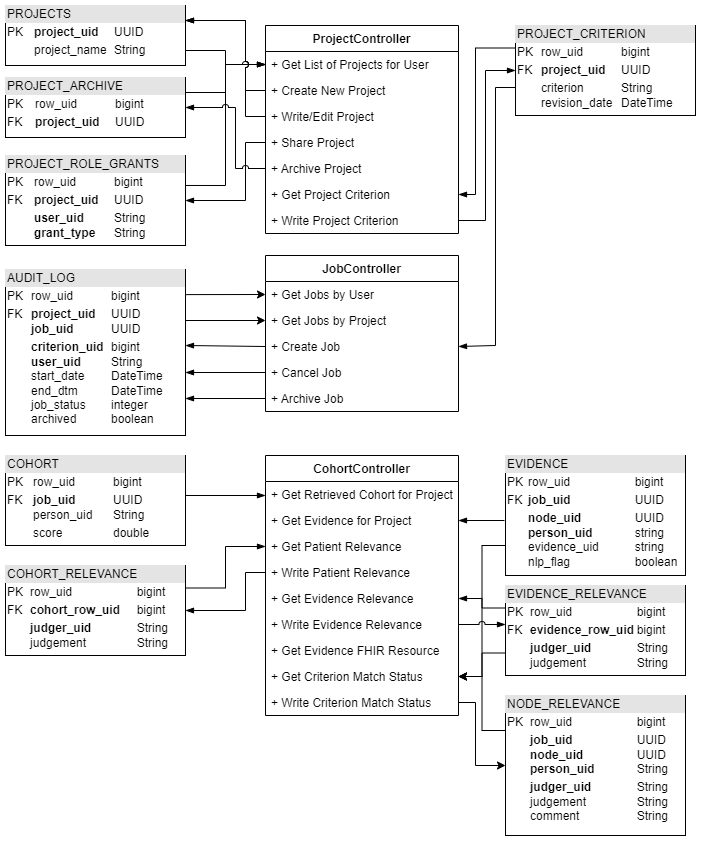 PROJECTS
PK project_uid UUID
project_name String
PROJECT_ARCHIVE
PK row_uid bigint
FK project_uid UUID
PROJECT_ROLE_GRANTS
PK row_uid bigint
FK project_uid UUID
user_uid String
grant_type String
ProjectController
+ Get List of Projects for User
+ Create New Project
+ Write/Edit Project
+ Share Project
+ Archive Project
+ Get Project Criterion
+ Write Project Criterion
PROJECT_CRITERION
PK row_uid bigint
FK project_uid UUID
criterion String
revision_date DateTime
AUDIT_LOG
PK row_uid bigint
FK project_uid UUID
job_uid UUID
criterion_uid bigint
user_uid String
start_date DateTime
end_dtm DateTime
job_status integer
archived boolean
JobController
+ Get Jobs by User
+ Get Jobs by Project
+ Create Job
+ Cancel Job
+ Archive Job
COHORT
PK row_uid bigint
FK job_uid UUID
person_uid String
score double
COHORT_RELEVANCE
PK row_uid bigint
FK cohort_row_uid bigint
judger_uid String
judgement String
CohortController
+ Get Retrieved Cohort for Project
+ Get Evidence for Project
+ Get Patient Relevance
+ Write Patient Relevance
+ Get Evidence Relevance
+ Write Evidence Relevance
+ Get Evidence FHIR Resource
+ Get Criterion Match Status
+ Write Criterion Match Status
EVIDENCE
PK row_uid bigint
FK job_uid UUID
node_uid UUID
person_uid string
evidence_uid string
nlp_flag boolean
EVIDENCE_RELEVANCE
PK row_uid bigint
FK evidence_row_uid bigint
judger_uid String
judgement String
NODE_RELEVANCE
PK row_uid bigint
job_uid UUID
node_uid UUID
person_uid String
judger_uid String
judgement String
comment String